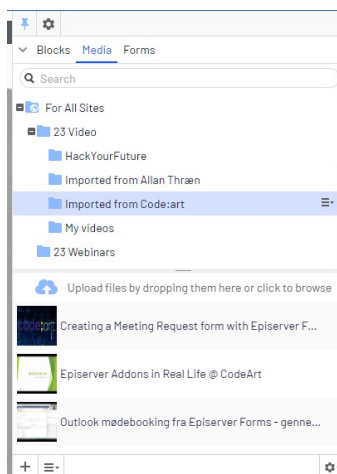 Blocks Media Forms
Search
For All Sites
23 Video
HackYourFuture
Imported from Allan Thræn
Imported from Code:art
My videos
23 Webinars
Upload files by dropping them here or click to browse
Creating a Meeting Request form with Episerver F...
Episerver Addons in Real Life @ CodeArt
Outlook mødebooking fra Episerver Forms - genne...